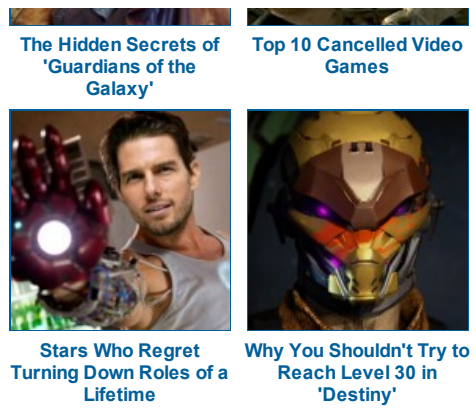 The Hidden Secrets of
'Guardians of the
Galaxy'
Top 10 Cancelled Video
Games
Stars Who Regret
Turning Down Roles of a
Lifetime
Why You Shouldn't Try to
Reach Level 30 in
'Destiny'